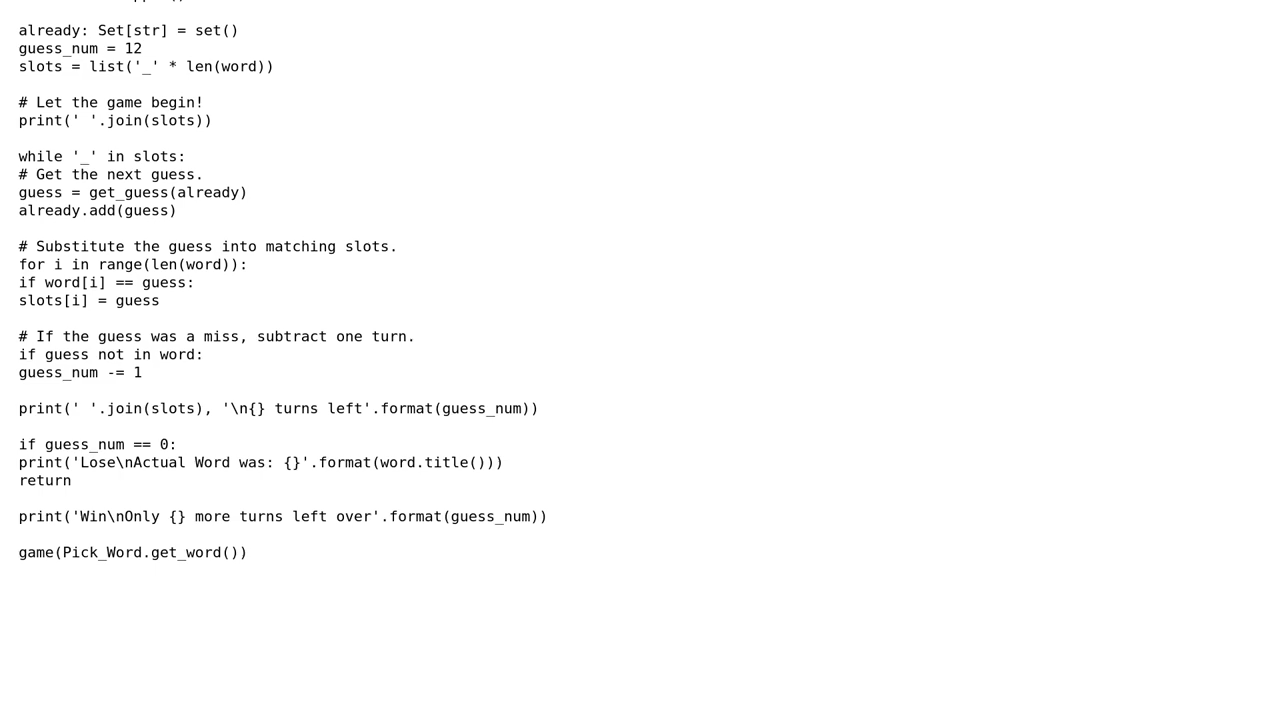 already: Set[str] = set()
guess_num = 12
slots = list('_' * len(word))

# Let the game begin!
print(' '.join(slots))

while '_' in slots:
# Get the next guess.
guess = get_guess(already)
already.add(guess)

# Substitute the guess into matching slots.
for i in range(len(word)):
if word[i] == guess:
slots[i] = guess

# If the guess was a miss, subtract one turn.
if guess not in word:
guess_num -= 1

print(' '.join(slots), '\n{} turns left'.format(guess_num))

if guess_num == 0:
print('Lose\nActual Word was: {}'.format(word.title()))
return

print('Win\nOnly {} more turns left over'.format(guess_num))

game(Pick_Word.get_word())